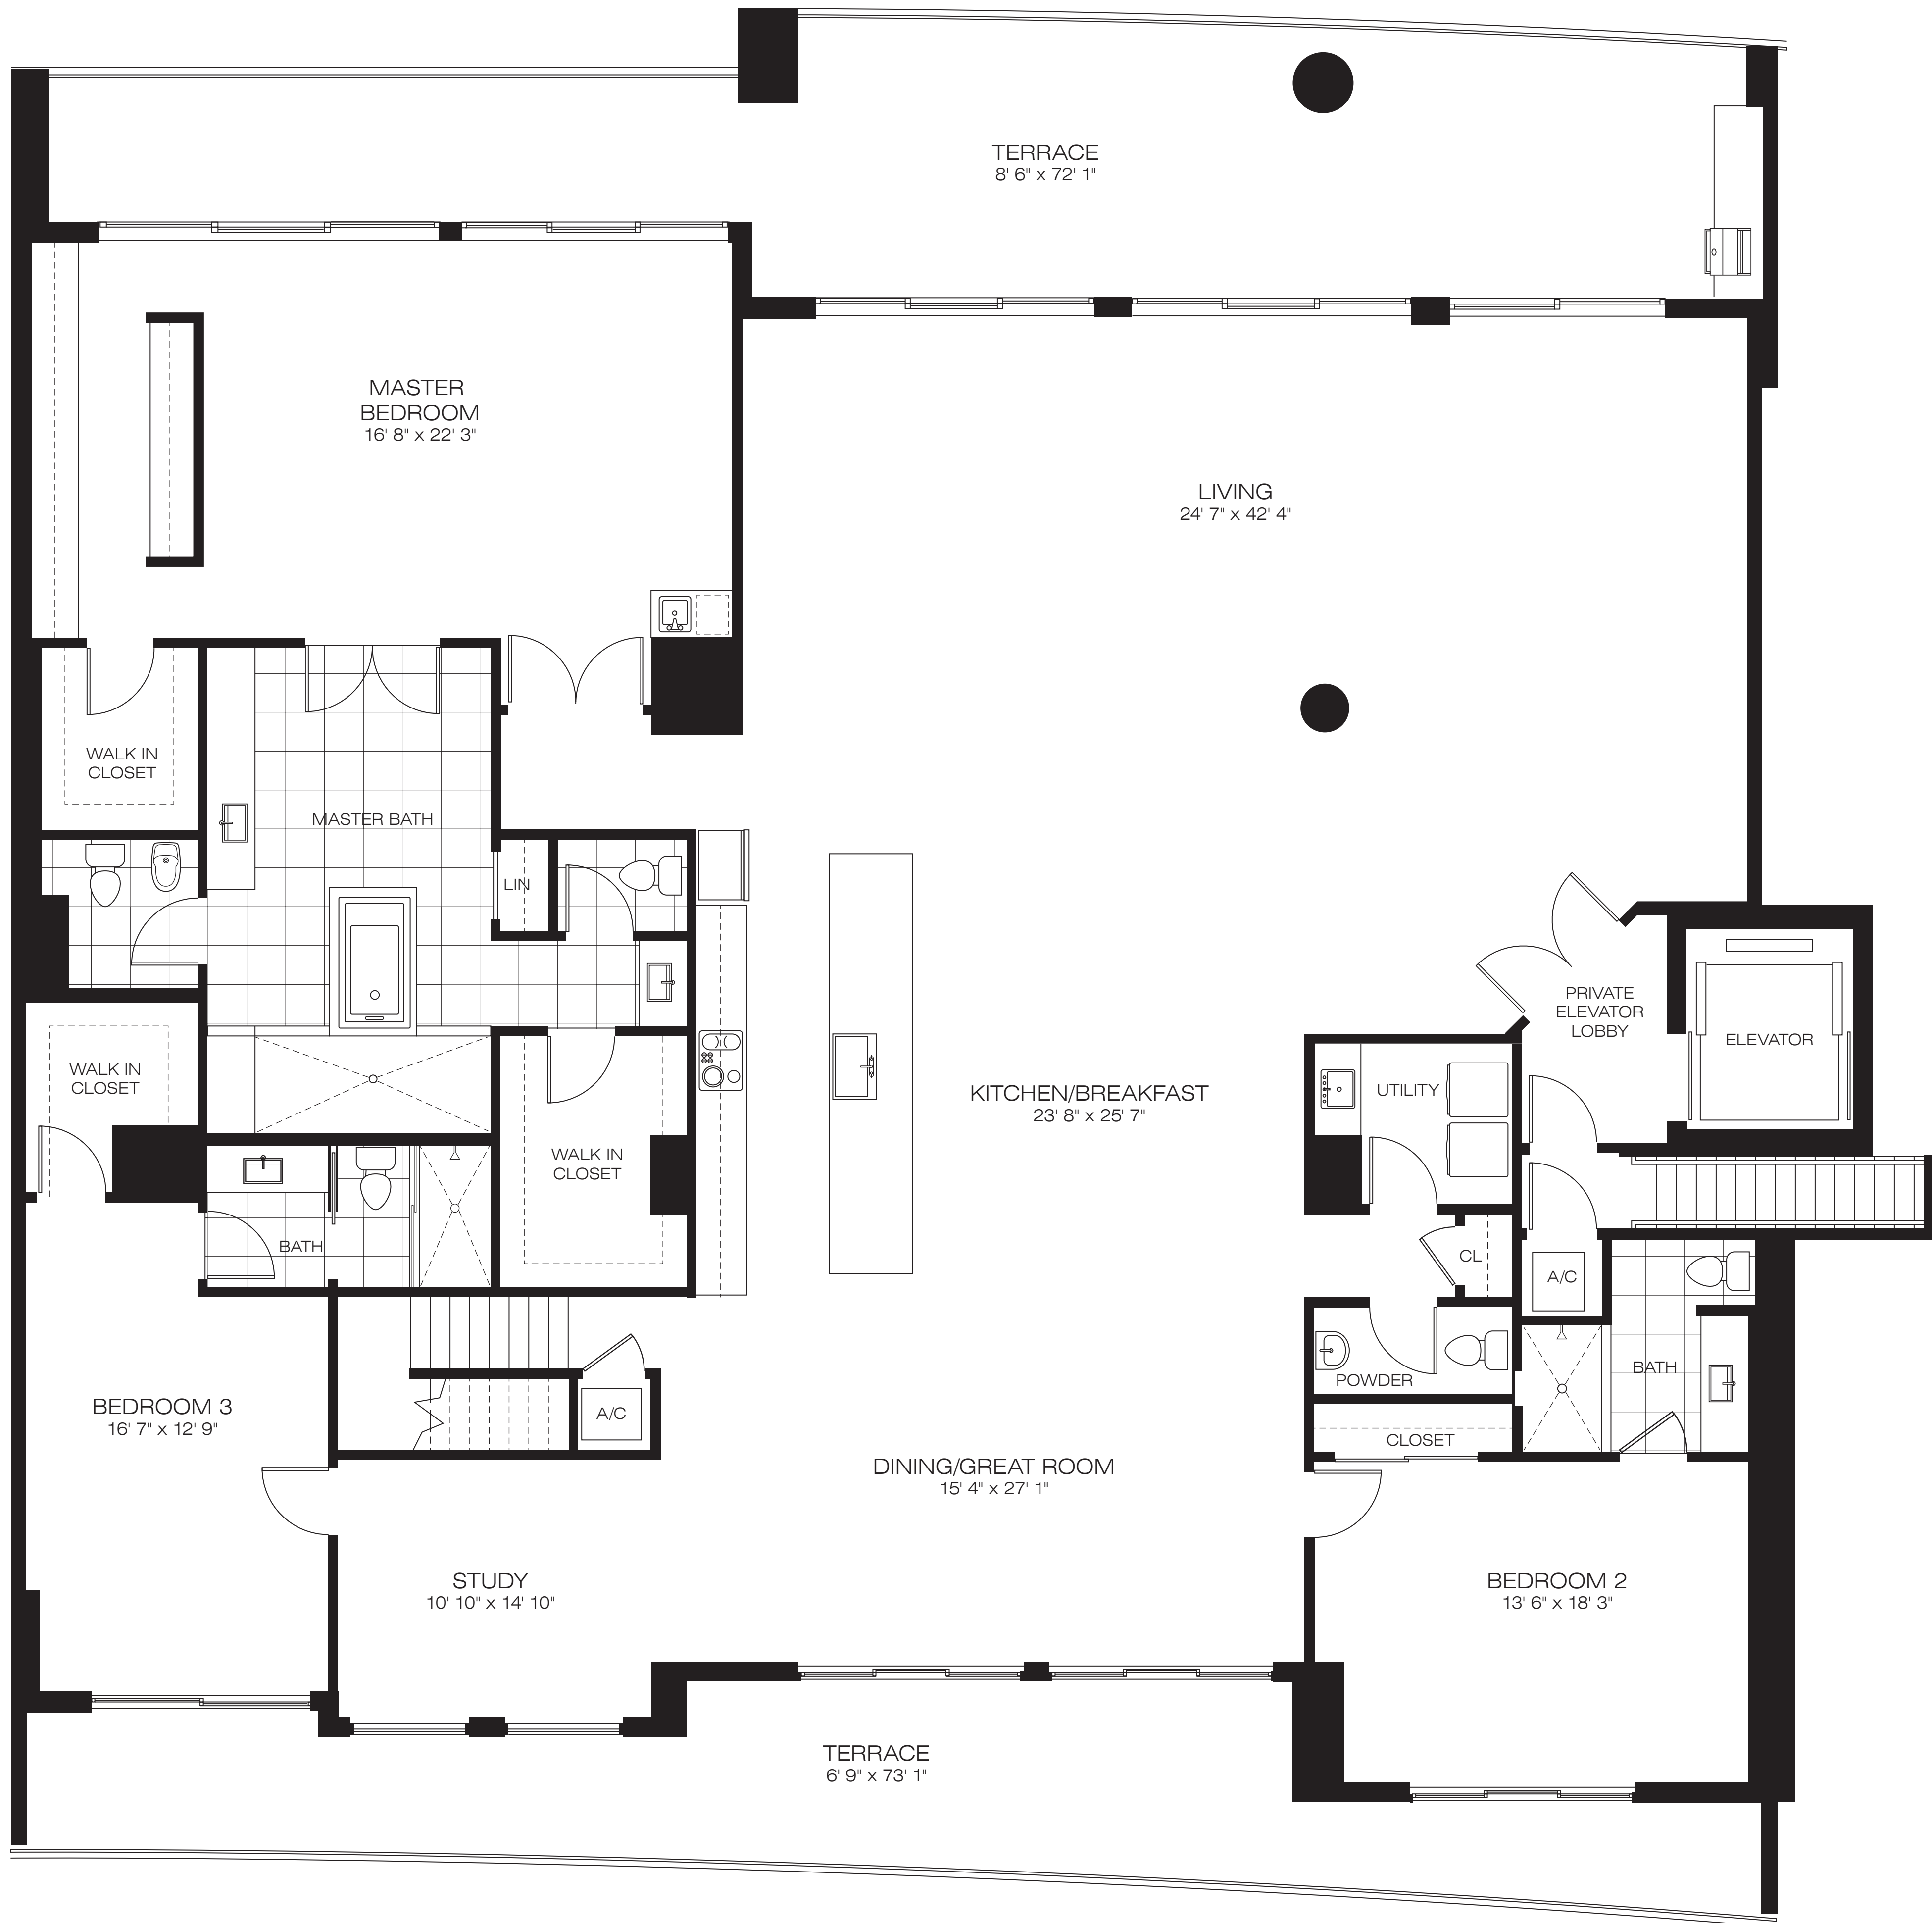 TERRACE
8' 6" x 72' 1"
MASTER
BEDROOM
16' 8" x 22' 3"
LIVING
24' 7" x 42' 4"
WALK IN
CLOSET
MASTER BATH
LIN
PRIVATE
ELEVATOR
LOBBY
ELEVATOR
WALK IN
CLOSET
KITCHEN/BREAKFAST
23' 8" x 25' 7"
UTILITY
WALK IN
CLOSET
BATH
CL
A/C
BATH
POWDER
BEDROOM 3
16' 7" x 12' 9"
A/C
CLOSET
DINING/GREAT ROOM
15' 4" x 27' 1"
STUDY
10' 10" x 14' 10"
BEDROOM 2
13' 6" x 18' 3"
TERRACE
6' 9" x 73' 1"